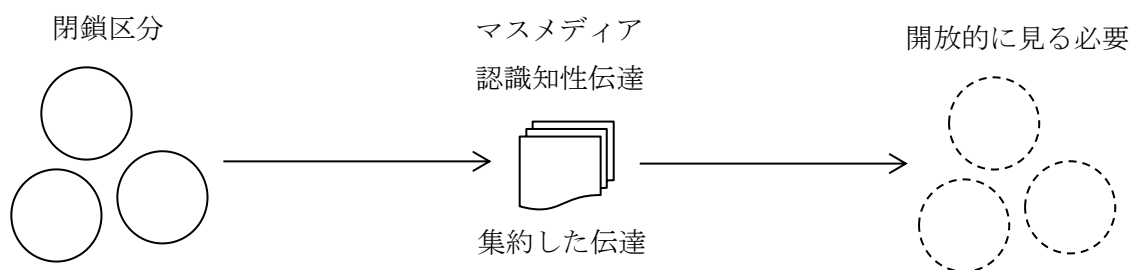 閉鎖区分
マスメディア
認識知性伝達
集約した伝達
開放的に見る必要